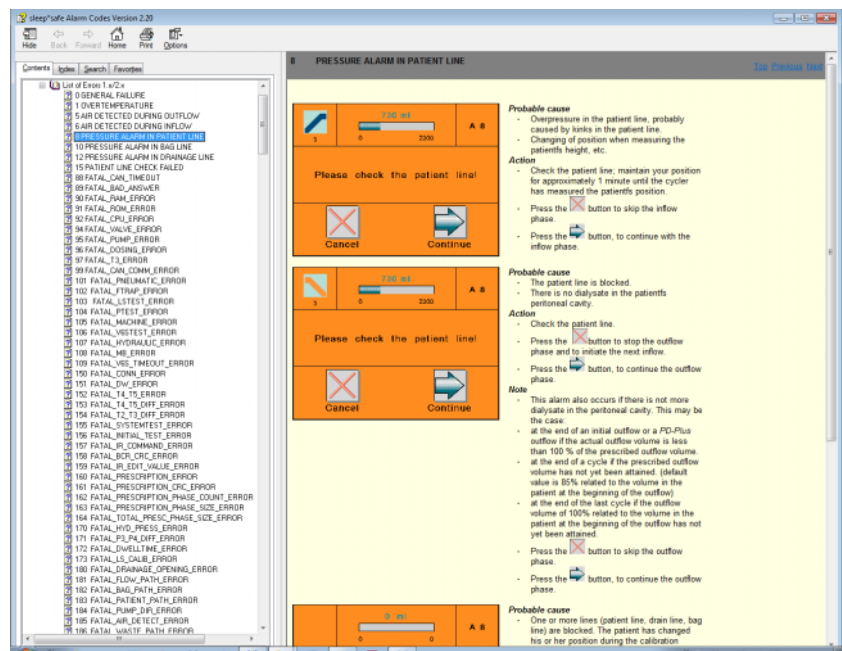 sleep*safe Alarm Codes Version 2.20
Hide Back Forward Home Print Options
Contents Index Search Favorites
List of Errors 1.x/2.x
0 GENERAL FAILURE
1 OVERTEMPERATURE
5 AIR DETECTED DURING OUTFLOW
6 AIR DETECTED DURING INFLOW
8 PRESSURE ALARM IN PATIENT LINE
10 PRESSURE ALARM IN BAG LINE
12 PRESSURE ALARM IN DRAINAGE LINE
15 PATIENT LINE CHECK FAILED
88 FATAL_CAN_TIMEOUT
89 FATAL_BAD_ANSWER
90 FATAL_RAM_ERROR
91 FATAL_ROM_ERROR
92 FATAL_CPU_ERROR
94 FATAL_VALVE_ERROR
95 FATAL_PUMP_ERROR
96 FATAL_DOSING_ERROR
97 FATAL_T3_ERROR
99 FATAL_CAN_COMM_ERROR
101 FATAL_PNEUMATIC_ERROR
102 FATAL_FTRAP_ERROR
103 FATAL_LSTEST_ERROR
104 FATAL_PTEST_ERROR
105 FATAL_MACHINE_ERROR
106 FATAL_VGSTEST_ERROR
107 FATAL_HYDRAULIC_ERROR
108 FATAL_MB_ERROR
109 FATAL_VGS_TIMEOUT_ERROR
150 FATAL_CONN_ERROR
151 FATAL_DW_ERROR
152 FATAL_T4_T5_ERROR
153 FATAL_T4_T5_DIFF_ERROR
154 FATAL_T2_T3_DIFF_ERROR
155 FATAL_SYSTEMTEST_ERROR
156 FATAL_INITIAL_TEST_ERROR
157 FATAL_IR_COMMAND_ERROR
158 FATAL_BCR_CRC_ERROR
159 FATAL_IR_EDIT_VALUE_ERROR
160 FATAL_PRESCRIPTION_ERROR
161 FATAL_PRESCRIPTION_CRC_ERROR
162 FATAL_PRESCRIPTION_PHASE_COUNT_ERROR
163 FATAL_PRESCRIPTION_PHASE_SIZE_ERROR
164 FATAL_TOTAL_PRESC_PHASE_SIZE_ERROR
170 FATAL_HYD_PRESS_ERROR
171 FATAL_P3_P4_DIFF_ERROR
172 FATAL_DWELLTIME_ERROR
173 FATAL_LS_CALIB_ERROR
180 FATAL_DRAINAGE_OPENING_ERROR
181 FATAL_FLOW_PATH_ERROR
182 FATAL_BAG_PATH_ERROR
183 FATAL_PATIENT_PATH_ERROR
184 FATAL_PUMP_DIR_ERROR
185 FATAL_AIR_DETECT_ERROR
186 FATAL_WASTE_PATH_ERROR
8 PRESSURE ALARM IN PATIENT LINE
Top Previous Next
730 ml
A 8
3 0 2300
Please check the patient line!
Cancel Continue
Probable cause
- Overpressure in the patient line, probably
caused by kinks in the patient line.
- Changing of position when measuring the
patientfs height, etc.
Action
- Check the patient line; maintain your position
for approximately 1 minute until the cycler
has measured the patientfs position.
- Press the button to skip the inflow
phase.
- Press the button, to continue with the
inflow phase.
730 ml
A 8
3 0 2300
Please check the patient line!
Cancel Continue
Probable cause
- The patient line is blocked.
- There is no dialysate in the patientfs
peritoneal cavity.
Action
- Check the patient line.
- Press the button to stop the outflow
phase and to initiate the next inflow.
- Press the button, to continue the outflow
phase.
Note
- This alarm also occurs if there is not more
dialysate in the peritoneal cavity. This may be
the case:
- at the end of an initial outflow or a PD-Plus
outflow if the actual outflow volume is less
than 100 % of the prescribed outflow volume.
- at the end of a cycle if the prescribed outflow
volume has not yet been attained. (default
value is 85% related to the volume in the
patient at the beginning of the outflow)
- at the end of the last cycle if the outflow
volume of 100% related to the volume in the
patient at the beginning of the outflow has not
yet been attained.
- Press the button to skip the outflow
phase.
- Press the button, to continue the outflow
phase.
0 ml
A 8
0 0
Probable cause
- One or more lines (patient line, drain line, bag
line) are blocked. The patient has changed
his or her position during the calibration